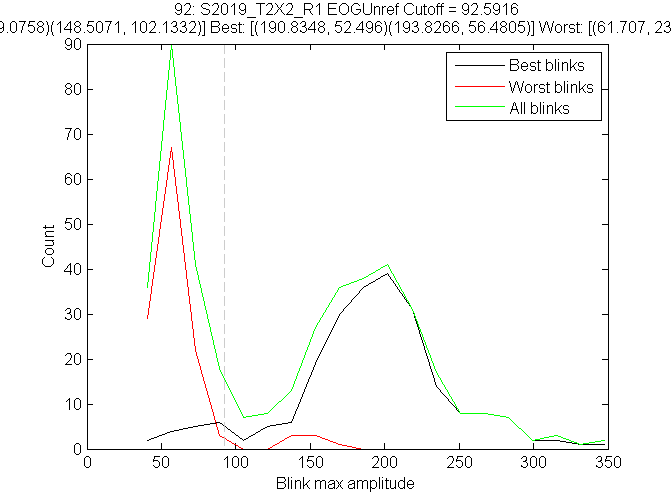 92: S2019_T2X2_R1 EOGUnref Cutoff = 92.5916
9.0758)(148.5071, 102.1332)] Best: [(190.8348, 52.496)(193.8266, 56.4805)] Worst: [(61.707, 23
90
80
70
60
50
40
30
20
10
0
Count
Best blinks
Worst blinks
All blinks
0 50 100 150 200 250 300 350
Blink max amplitude